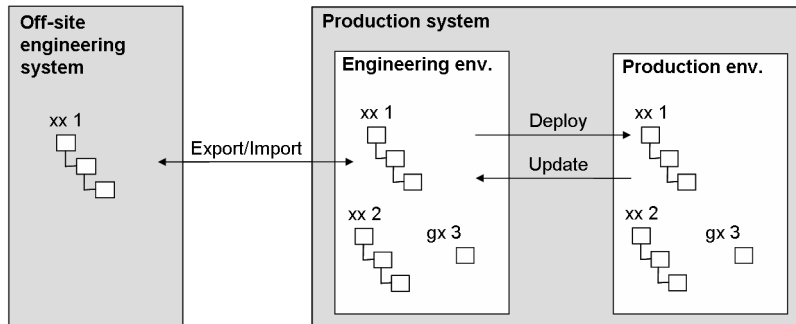 Off-site
engineering
system
xx 1
Export/Import
Production system
Engineering env.
xx 1
xx 2
gx 3
Deploy
Update
Production env.
xx 1
xx 2
gx 3